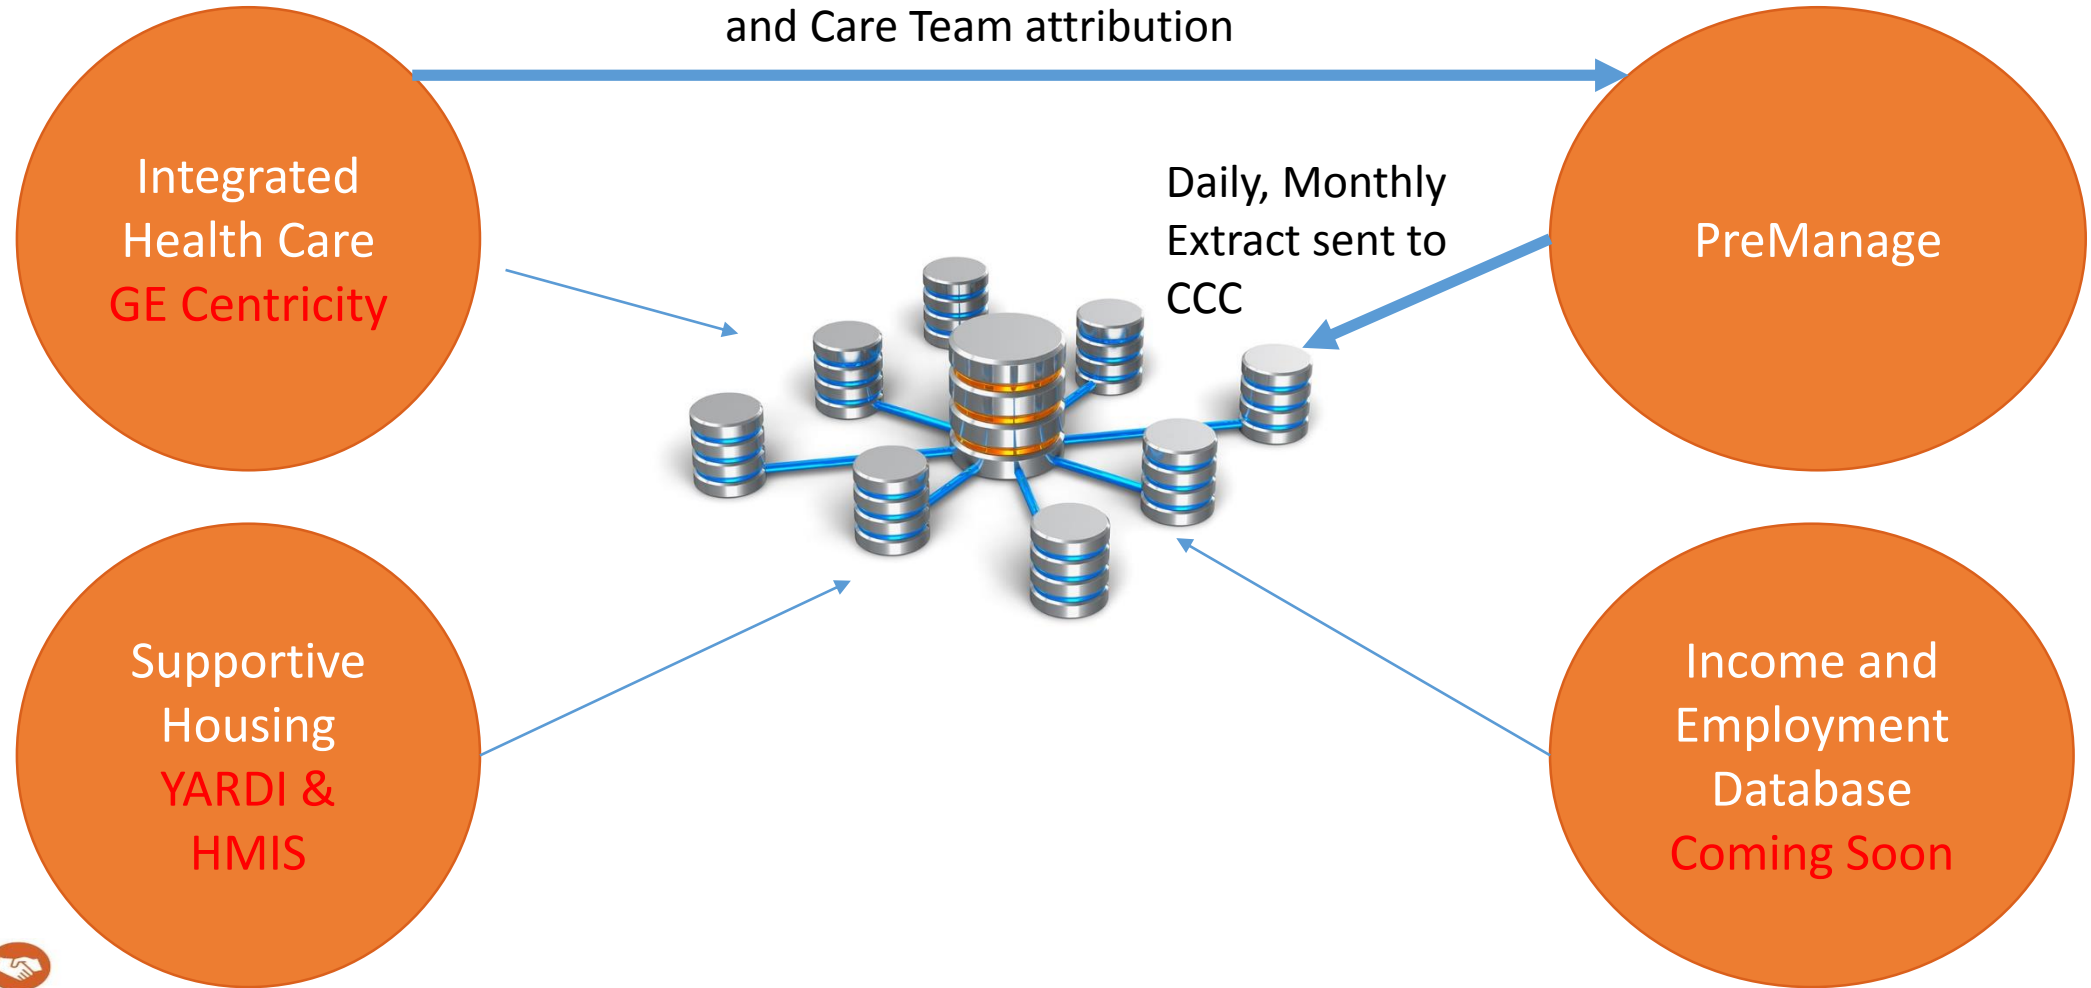 and Care Team attribution
Integrated
Health Care
GE Centricity
Daily, Monthly
Extract sent to
CCC
PreManage
Supportive
Housing
YARDI &
HMIS
Income and
Employment
Database
Coming Soon